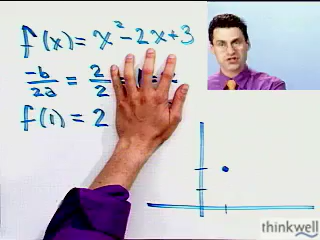 f(x) = x² - 2x + 3
-b/2a = 2/2 =
f(1) = 2
thinkwell